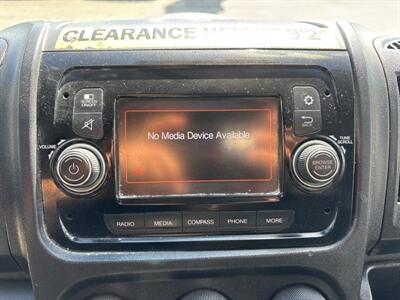 CLEARANCE HEIGHT 9'2"
SCREEN
ON/OFF
No Media Device Available
VOLUME
TUNE
SCROLL
BROWSE
ENTER
RADIO
MEDIA
COMPASS
PHONE
MORE